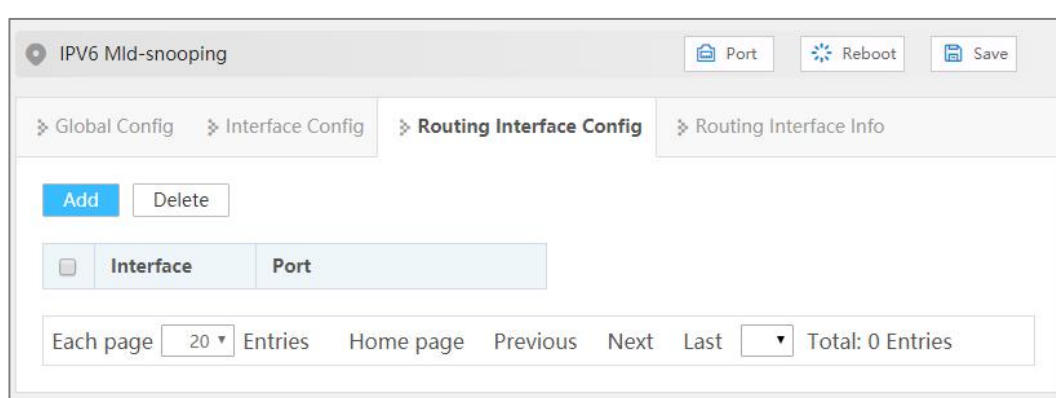 IPV6 Mld-snooping Port Reboot Save
Global Config Interface Config Routing Interface Config Routing Interface Info
Add Delete
Interface Port
Each page 20 Entries Home page Previous Next Last Total: 0 Entries